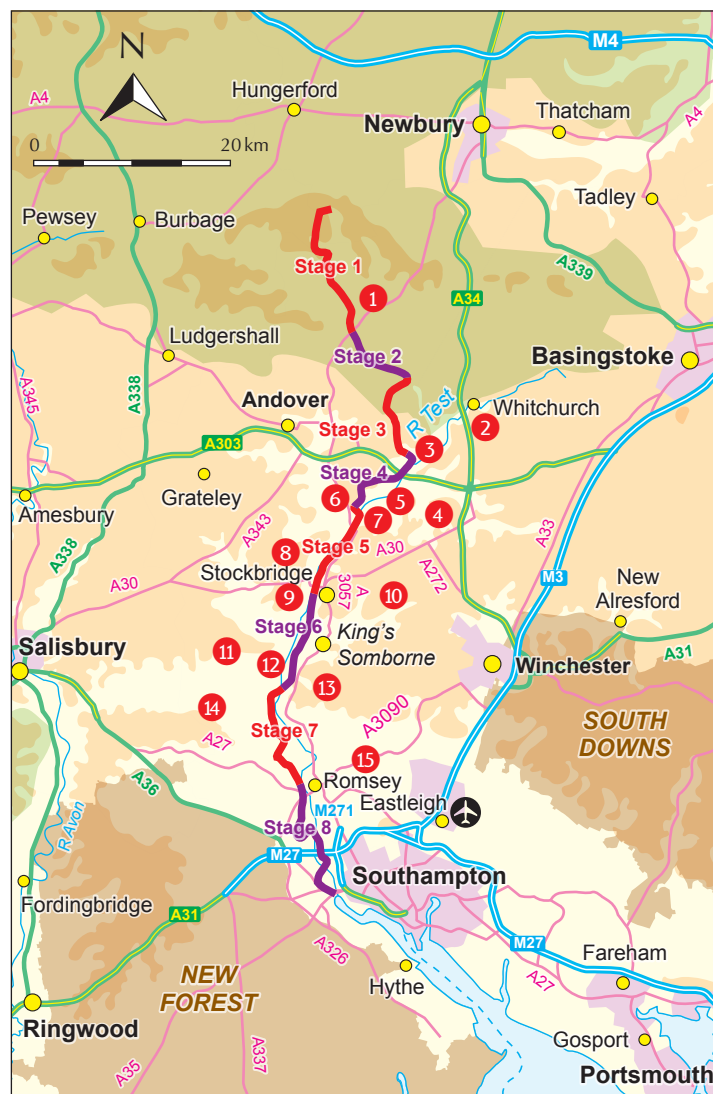 M4
N
Hungerford
A4
Newbury
Thatcham
A4
0 20 km
Tadley
Pewsey
Burbage
A339
Stage 1
1
A34
Ludgershall
Stage 2
Basingstoke
A345
A338
Andover
R Test
Whitchurch
2
Stage 3
A303
3
Grateley
Stage 4
Amesbury
6
5
7
4
A343
A33
A338
8
Stage 5
A30
A272
M3
A30
Stockbridge
9
A
3057
10
New
Alresford
Stage 6
King's
Somborne
Salisbury
11
12
Winchester
A31
13
14
A3090
SOUTH
DOWNS
Stage 7
A27
15
A36
Romsey
R Avon
M271
Eastleigh
Stage 8
M27
Southampton
Fordingbridge
A31
M27
A326
Fareham
NEW
FOREST
Hythe
A27
Ringwood
Gosport
A35
A337
Portsmouth